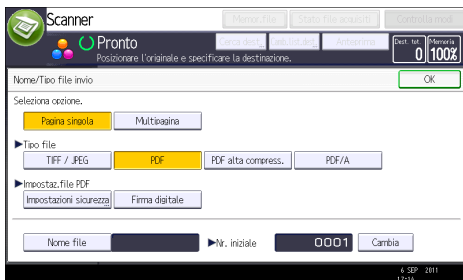 Scanner
Memor.file Stato file acquisiti Controlla modi
Pronto
Cerca dest. Anteprima Dest. tot. Memoria
Posizionare l'originale e specificare la destinazione. 0 100%
Nome/Tipo file invio OK
Seleziona opzione.
Pagina singola Multipagina
►Tipo file
TIFF / JPEG PDF PDF alta compress. PDF/A
►Impostaz.file PDF
Impostazioni sicurezza Firma digitale
Nome file ►Nr. iniziale 0001 Cambia
6 SEP 2011
17:16